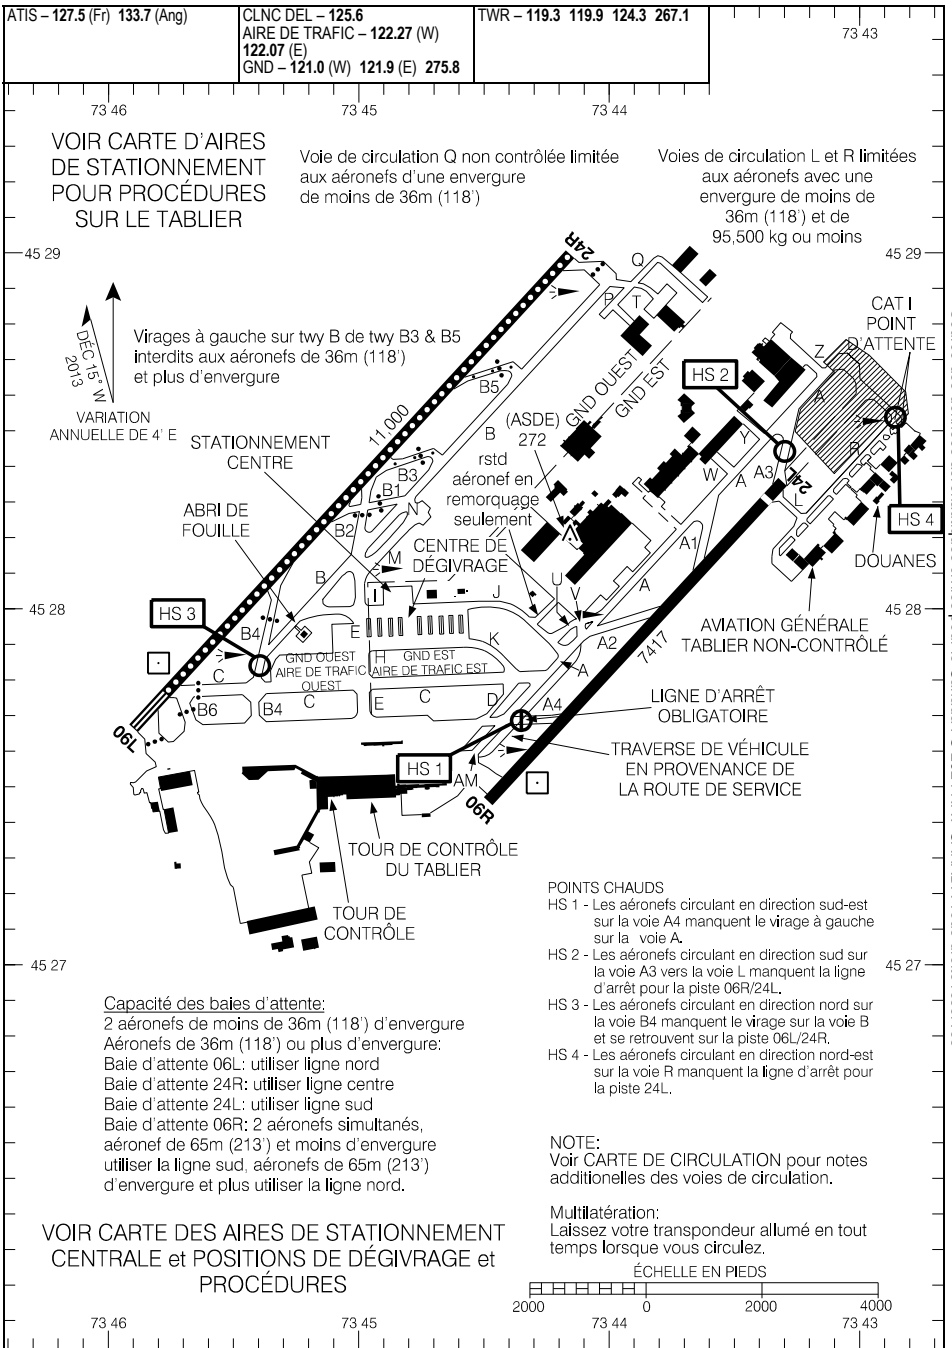 ATIS – 127.5 (Fr) 133.7 (Ang)
CLNC DEL – 125.6
AIRE DE TRAFIC – 122.27 (W)
122.07 (E)
GND – 121.0 (W) 121.9 (E) 275.8
TWR – 119.3 119.9 124.3 267.1
73 43
73 46
73 45
73 44
VOIR CARTE D'AIRES
DE STATIONNEMENT
POUR PROCÉDURES
SUR LE TABLIER
Voie de circulation Q non contrôlée limitée
aux aéronefs d'une envergure
de moins de 36m (118')
Voies de circulation L et R limitées
aux aéronefs avec une
envergure de moins de
36m (118') et de
95,500 kg ou moins
45 29
45 29
24R
Q
P
T
CAT I
POINT
D'ATTENTE
DÉC 15° W
2013
VARIATION
ANNUELLE DE 4' E
Virages à gauche sur twy B de twy B3 & B5
interdits aux aéronefs de 36m (118')
et plus d'envergure
11,000
B5
B
GND OUEST
GND EST
HS 2
Z
A
STATIONNEMENT
CENTRE
(ASDE)
272
rstd
aéronef en
remorquage
seulement
Y
W
A
A3
24L
L
R
HS 4
DOUANES
ABRI DE
FOUILLE
B3
B1
B2
N
M
CENTRE DE
DÉGIVRAGE
A1
B
I
J
U
V
A
45 28
45 28
HS 3
B4
E
K
A2
7417
AVIATION GÉNÉRALE
TABLIER NON-CONTRÔLÉ
C
GND OUEST
AIRE DE TRAFIC
OUEST
H
GND EST
AIRE DE TRAFIC EST
A
B6
B4
C
E
C
D
A4
LIGNE D'ARRÊT
OBLIGATOIRE
06L
HS 1
AM
06R
TRAVERSE DE VÉHICULE
EN PROVENANCE DE
LA ROUTE DE SERVICE
TOUR DE CONTRÔLE
DU TABLIER
TOUR DE
CONTRÔLE
POINTS CHAUDS
HS 1 - Les aéronefs circulant en direction sud-est
sur la voie A4 manquent le virage à gauche
sur la voie A.
HS 2 - Les aéronefs circulant en direction sud sur
la voie A3 vers la voie L manquent la ligne
d'arrêt pour la piste 06R/24L.
HS 3 - Les aéronefs circulant en direction nord sur
la voie B4 manquent le virage sur la voie B
et se retrouvent sur la piste 06L/24R.
HS 4 - Les aéronefs circulant en direction nord-est
sur la voie R manquent la ligne d'arrêt pour
la piste 24L.
45 27
45 27
Capacité des baies d'attente:
2 aéronefs de moins de 36m (118') d'envergure
Aéronefs de 36m (118') ou plus d'envergure:
Baie d'attente 06L: utiliser ligne nord
Baie d'attente 24R: utiliser ligne centre
Baie d'attente 24L: utiliser ligne sud
Baie d'attente 06R: 2 aéronefs simultanés,
aéronef de 65m (213') et moins d'envergure
utiliser la ligne sud, aéronefs de 65m (213')
d'envergure et plus utiliser la ligne nord.
NOTE:
Voir CARTE DE CIRCULATION pour notes
additionelles des voies de circulation.
Multilatération:
Laissez votre transpondeur allumé en tout
temps lorsque vous circulez.
VOIR CARTE DES AIRES DE STATIONNEMENT
CENTRALE et POSITIONS DE DÉGIVRAGE et
PROCÉDURES
ÉCHELLE EN PIEDS
2000 0 2000 4000
73 46
73 45
73 44
73 43